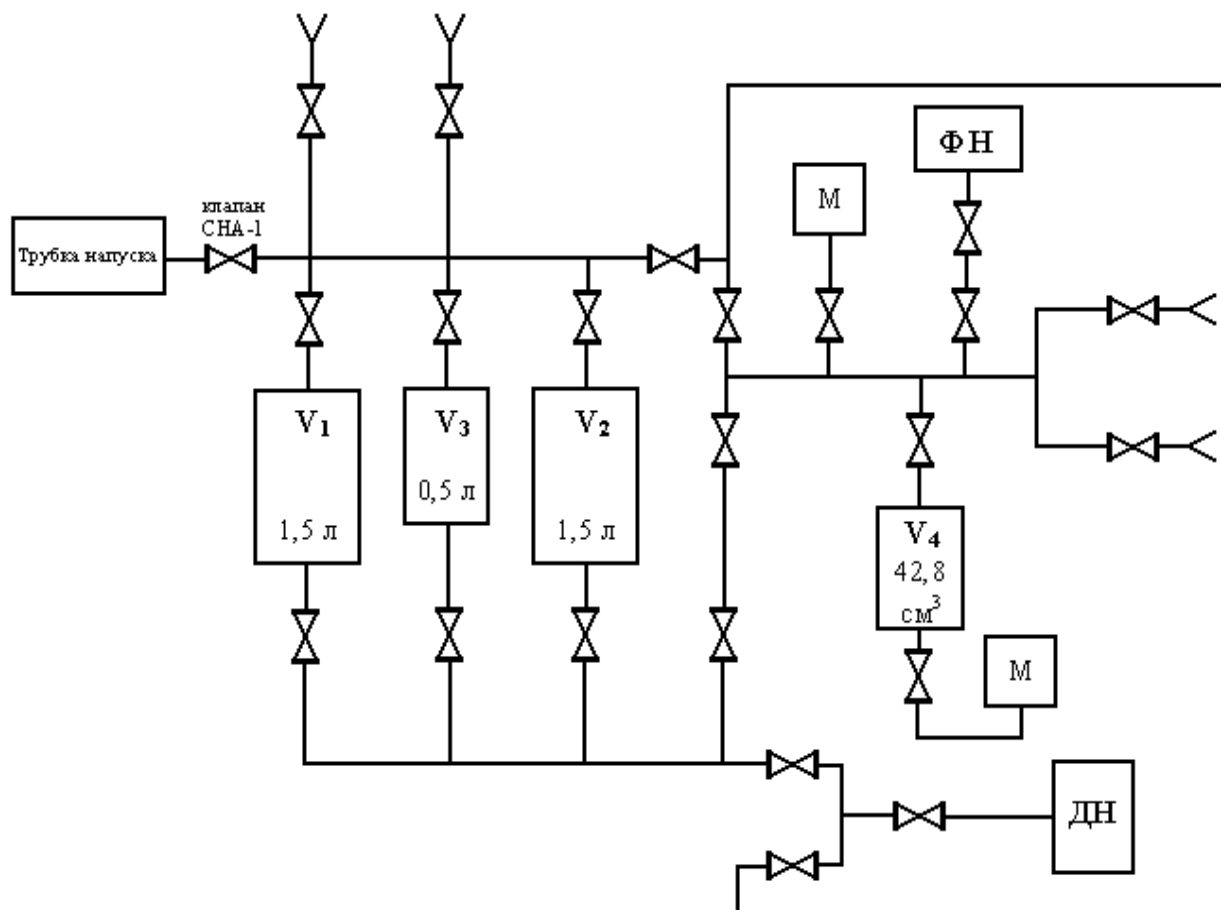 ФН
М
клапан
СНА-1
Трубка напуска
V1
1,5 л
V3
0,5 л
V2
1,5 л
V4
42,8
см3
М
ДН